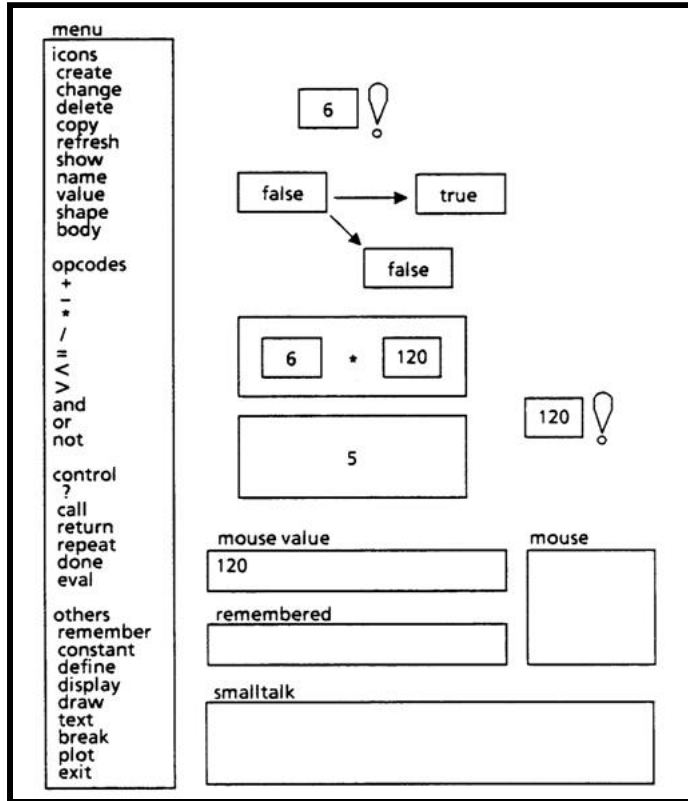 menu
icons
create
change
delete
copy
refresh
show
name
value
shape
body
opcodes
+
-
*
/
=
<
>
and
or
not
control
?
call
return
repeat
done
eval
others
remember
constant
define
display
draw
text
break
plot
exit
6 !
false true
false
6 * 120
5
120 !
mouse value
120
mouse
remembered
smalltalk